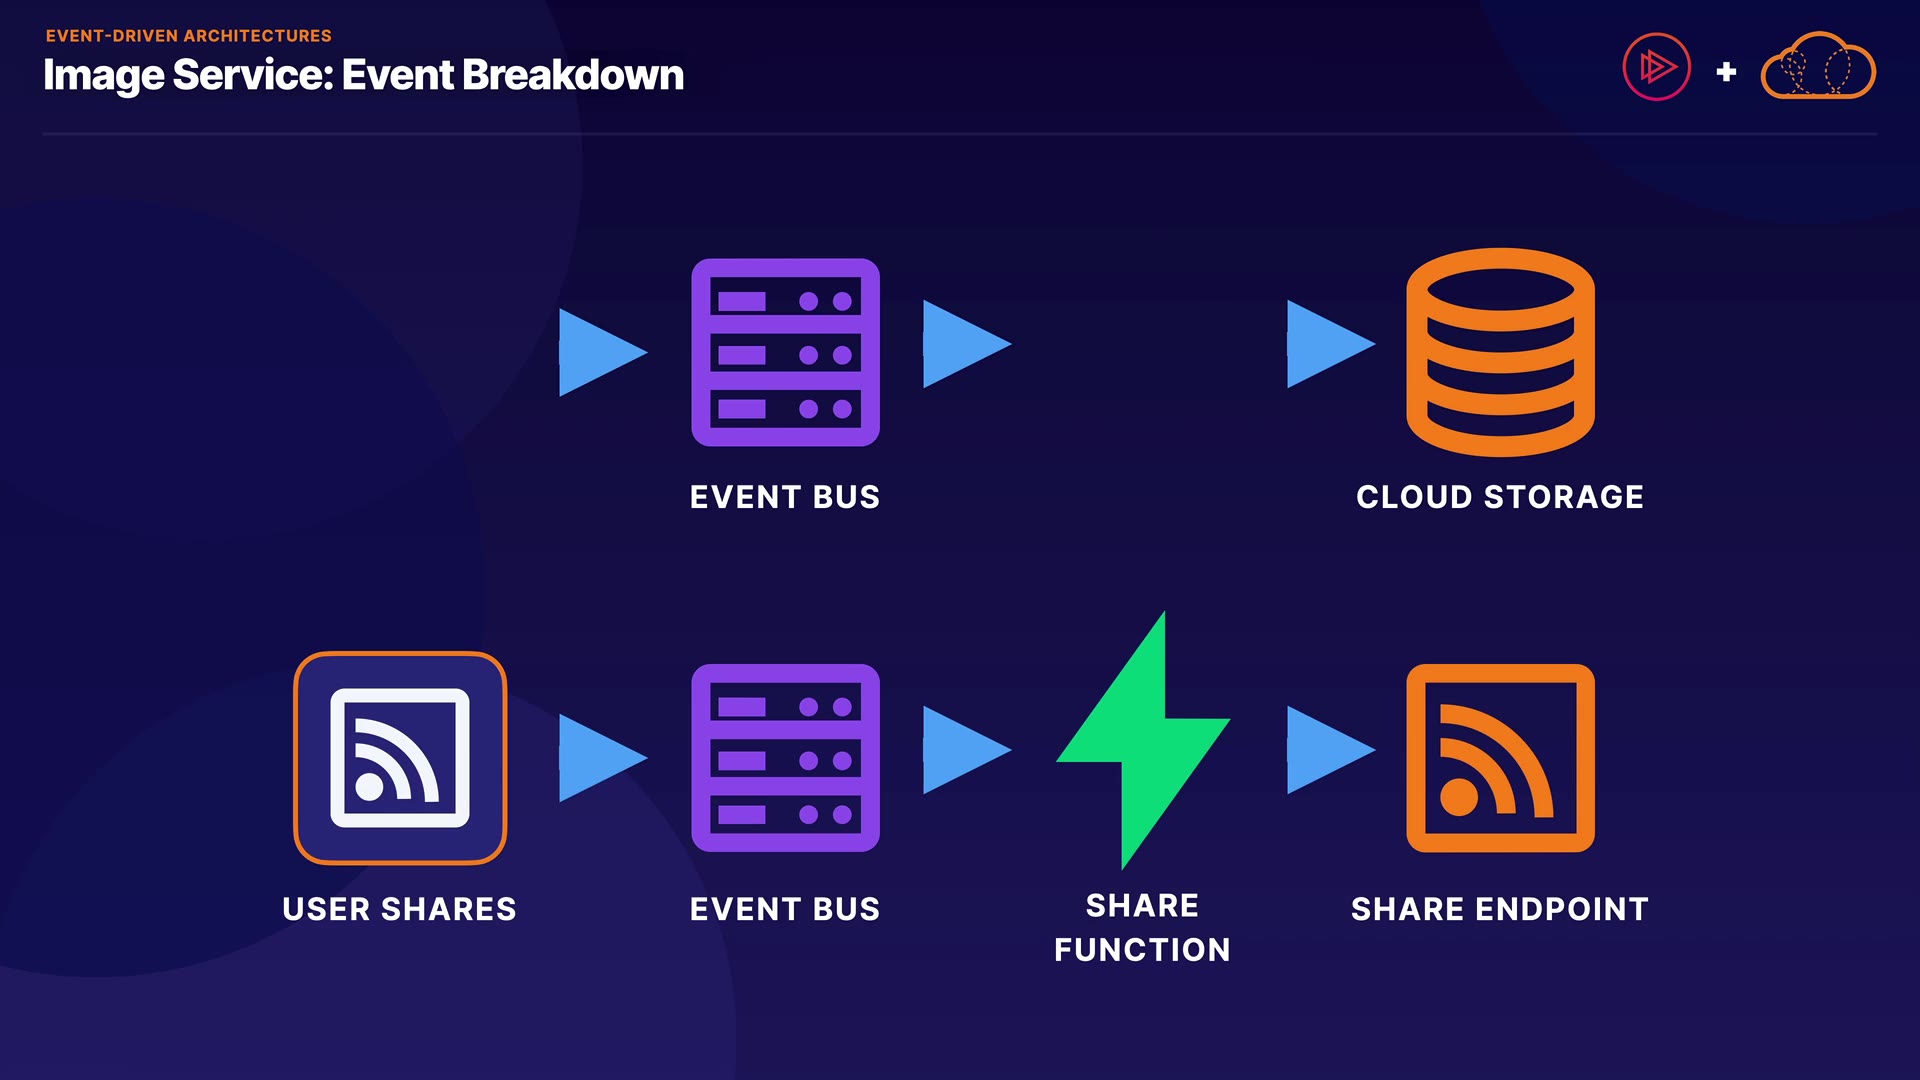 EVENT-DRIVEN ARCHITECTURES
Image Service: Event Breakdown
EVENT BUS
CLOUD STORAGE
USER SHARES
EVENT BUS
SHARE
FUNCTION
SHARE ENDPOINT